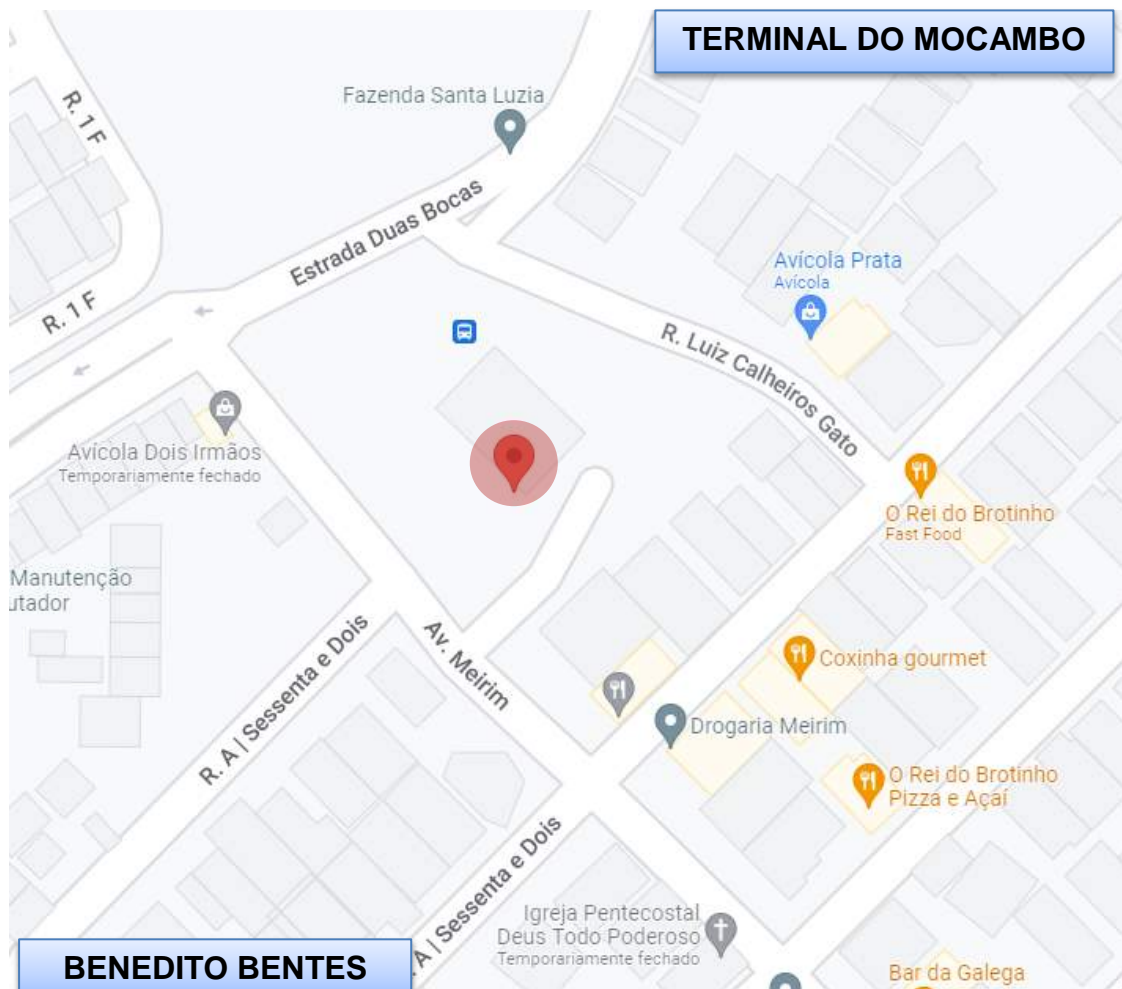 TERMINAL DO MOCAMBO
Fazenda Santa Luzia
R. 1 F
Estrada Duas Bocas
Avícola Prata
Avícola
R. 1 F
R. Luiz Calheiros Gato
Avícola Dois Irmãos
Temporariamente fechado
O Rei do Brotinho
Fast Food
Manutenção
utador
Av. Meirim
R. A | Sessenta e Dois
Coxinha gourmet
Drogaria Meirim
O Rei do Brotinho
Pizza e Açaí
A | Sessenta e Dois
Igreja Pentecostal
Deus Todo Poderoso
Temporariamente fechado
BENEDITO BENTES
Bar da Galega